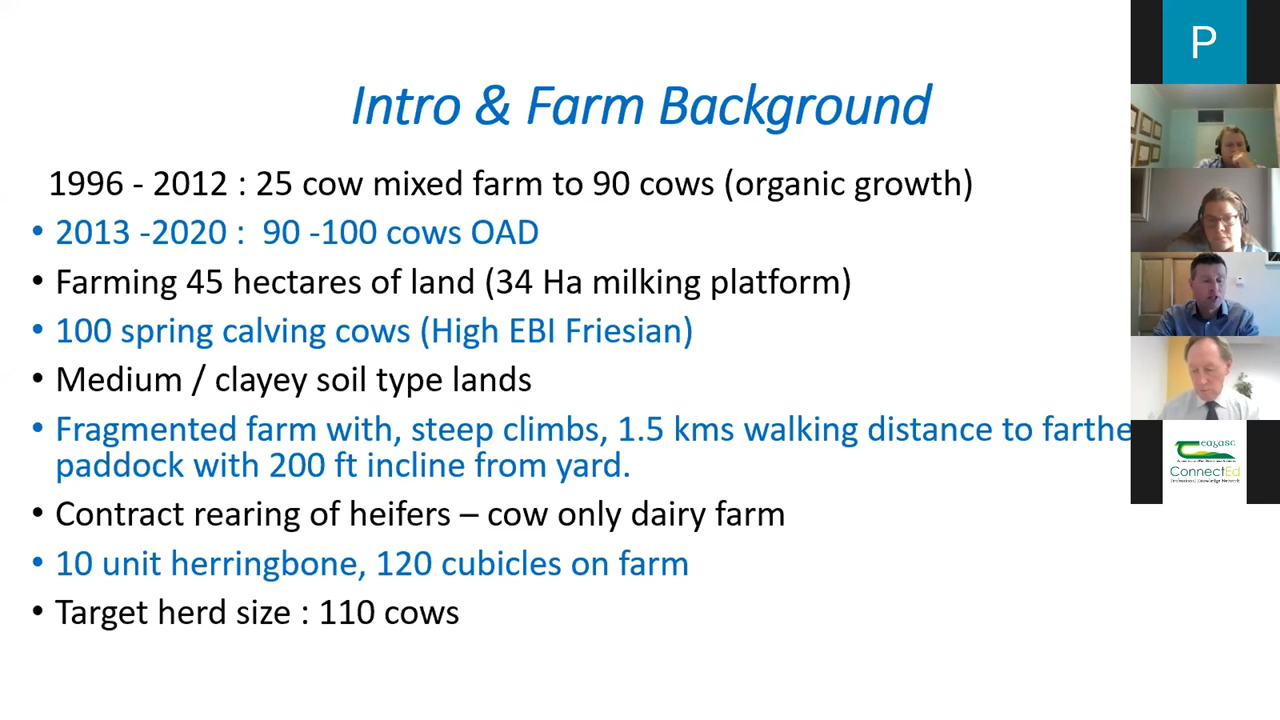 P
Intro & Farm Background
1996 - 2012 : 25 cow mixed farm to 90 cows (organic growth)
• 2013 -2020 : 90 -100 cows OAD
• Farming 45 hectares of land (34 Ha milking platform)
• 100 spring calving cows (High EBI Friesian)
• Medium / clayey soil type lands
• Fragmented farm with, steep climbs, 1.5 kms walking distance to farthe
paddock with 200 ft incline from yard.
• Contract rearing of heifers – cow only dairy farm
• 10 unit herringbone, 120 cubicles on farm
• Target herd size : 110 cows
eagasc
ConnectEd